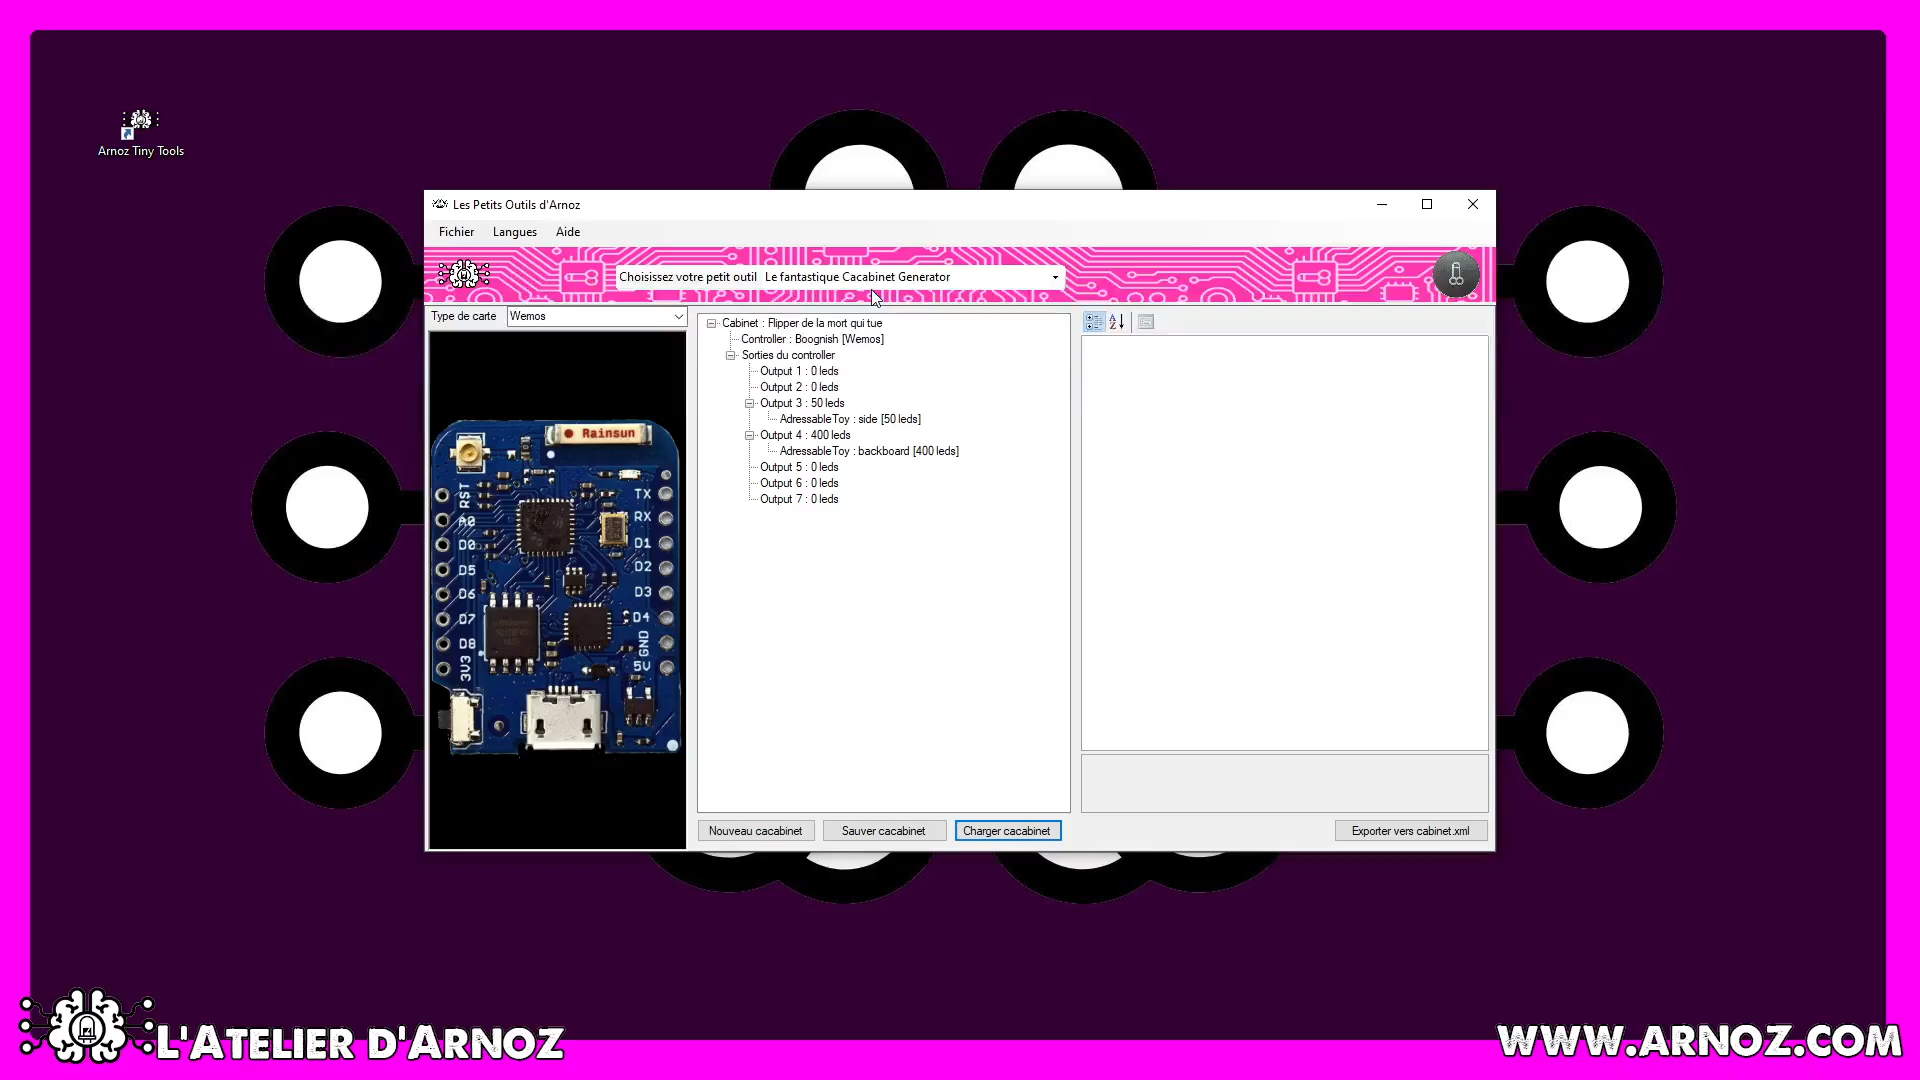 Arnoz Tiny Tools
Les Petits Outils d'Arnoz
Fichier Langues Aide
Choisissez votre petit outil Le fantastique Cacabinet Generator
Type de carte Wemos
Cabinet : Flipper de la mort qui tue
Controller : Boognish [Wemos]
Sorties du controller
Output 1 : 0 leds
Output 2 : 0 leds
Output 3 : 50 leds
AdressableToy : side [50 leds]
Output 4 : 400 leds
AdressableToy : backboard [400 leds]
Output 5 : 0 leds
Output 6 : 0 leds
Output 7 : 0 leds
Rainsun
RST
A0
D0
D5
D6
D7
D8
3V3
TX
RX
D1
D2
D3
D4
GND
5V
Nouveau cacabinet Sauver cacabinet Charger cacabinet Exporter vers cabinet.xml
L'ATELIER D'ARNOZ
WWW.ARNOZ.COM